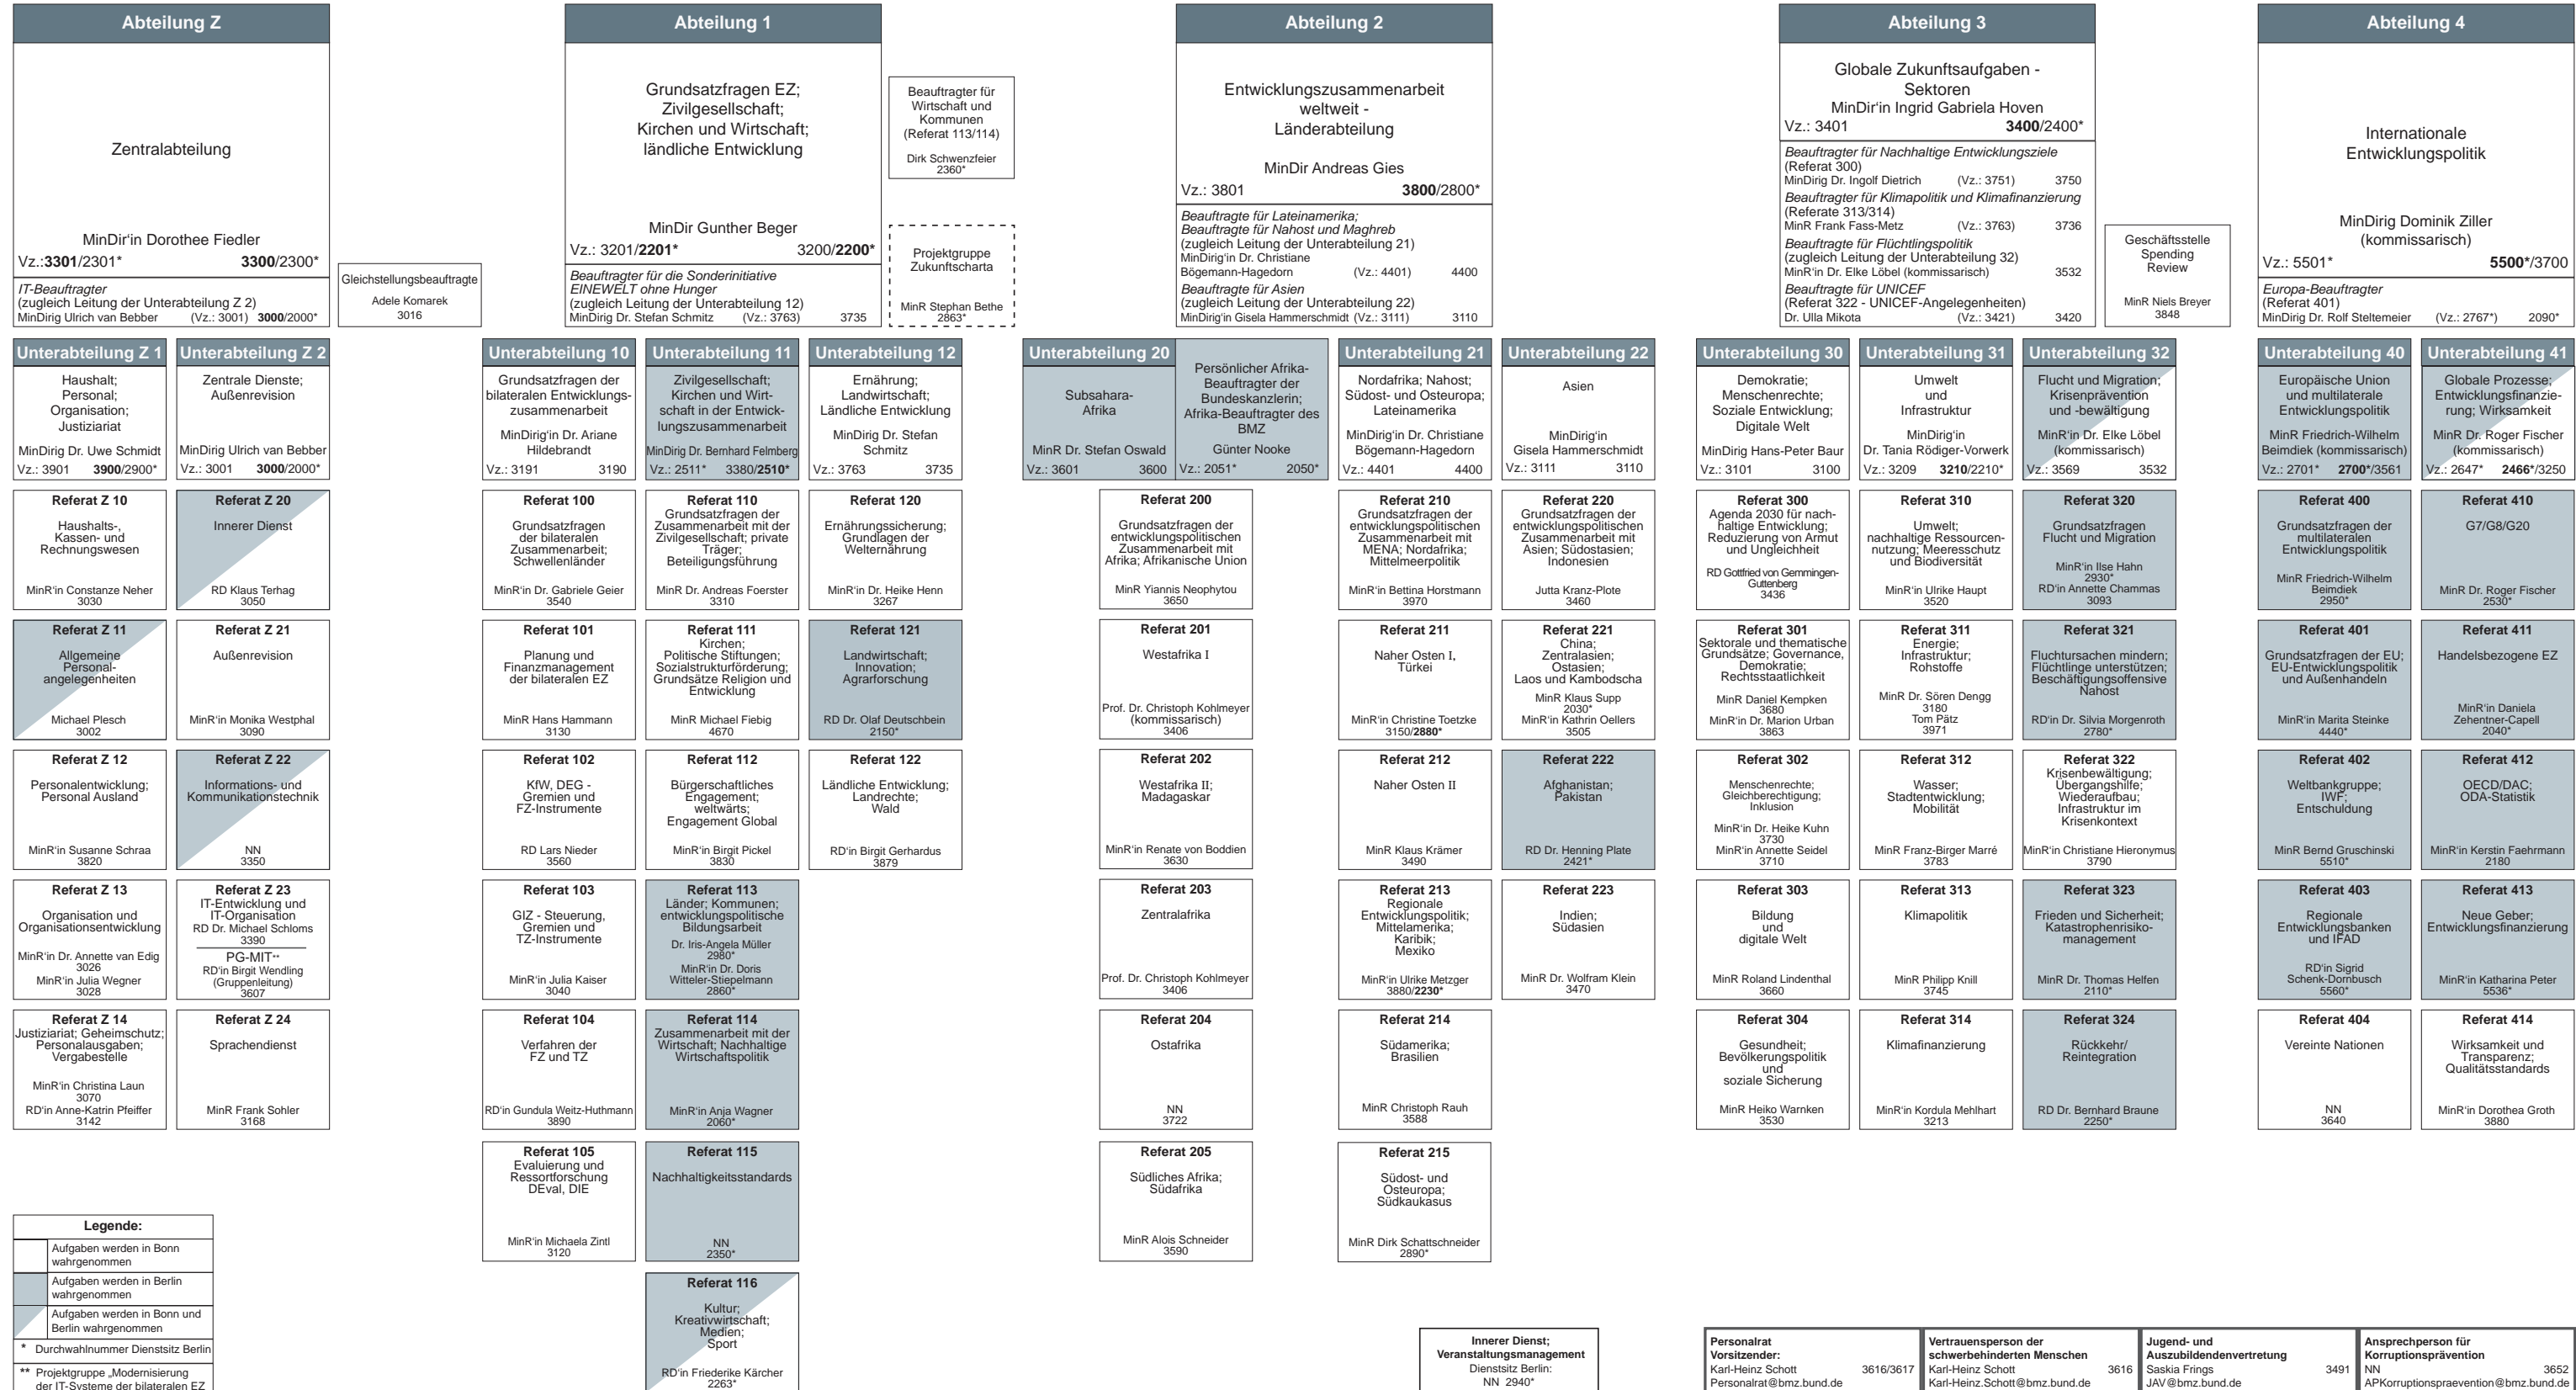 Abteilung Z
Zentralabteilung
MinDir'in Dorothee Fiedler
Vz.:3301/2301* 3300/2300*
IT-Beauftragter
(zugleich Leitung der Unterabteilung Z 2)
MinDirig Ulrich van Bebber (Vz.: 3001) 3000/2000*
Gleichstellungsbeauftragte
Adele Komarek
3016
Abteilung 1
Grundsatzfragen EZ;
Zivilgesellschaft;
Kirchen und Wirtschaft;
ländliche Entwicklung
MinDir Gunther Beger
Vz.: 3201/2201* 3200/2200*
Beauftragter für die Sonderinitiative
EINEWELT ohne Hunger
(zugleich Leitung der Unterabteilung 12)
MinDirig Dr. Stefan Schmitz (Vz.: 3763) 3735
Beauftragter für
Wirtschaft und
Kommunen
(Referat 113/114)
Dirk Schwenzfeier
2360*
Projektgruppe
Zukunftscharta
MinR Stephan Bethe
2863*
Abteilung 2
Entwicklungszusammenarbeit
weltweit -
Länderabteilung
MinDir Andreas Gies
Vz.: 3801 3800/2800*
Beauftragte für Lateinamerika;
Beauftragte für Nahost und Maghreb
(zugleich Leitung der Unterabteilung 21)
MinDirig'in Dr. Christiane
Bögemann-Hagedorn (Vz.: 4401) 4400
Beauftragte für Asien
(zugleich Leitung der Unterabteilung 22)
MinDirig'in Gisela Hammerschmidt (Vz.: 3111) 3110
Abteilung 3
Globale Zukunftsaufgaben -
Sektoren
MinDir'in Ingrid Gabriela Hoven
Vz.: 3401 3400/2400*
Beauftragter für Nachhaltige Entwicklungsziele
(Referat 300)
MinDirig Dr. Ingolf Dietrich (Vz.: 3751) 3750
Beauftragter für Klimapolitik und Klimafinanzierung
(Referate 313/314)
MinR Frank Fass-Metz (Vz.: 3763) 3736
Beauftragte für Flüchtlingspolitik
(zugleich Leitung der Unterabteilung 32)
MinR'in Dr. Elke Löbel (kommissarisch) 3532
Beauftragte für UNICEF
(Referat 322 - UNICEF-Angelegenheiten)
Dr. Ulla Mikota (Vz.: 3421) 3420
Geschäftsstelle
Spending
Review
MinR Niels Breyer
3848
Abteilung 4
Internationale
Entwicklungspolitik
MinDirig Dominik Ziller
(kommissarisch)
Vz.: 5501* 5500*/3700
Europa-Beauftragter
(Referat 401)
MinDirig Dr. Rolf Steltemeier (Vz.: 2767*) 2090*
Unterabteilung Z 1
Haushalt;
Personal;
Organisation;
Justiziariat
MinDirig Dr. Uwe Schmidt
Vz.: 3901 3900/2900*
Referat Z 10
Haushalts-,
Kassen- und
Rechnungswesen
MinR'in Constanze Neher
3030
Referat Z 11
Allgemeine
Personal-
angelegenheiten
Michael Plesch
3002
Referat Z 12
Personalentwicklung;
Personal Ausland
MinR'in Susanne Schraa
3820
Referat Z 13
Organisation und
Organisationsentwicklung
MinR'in Dr. Annette van Edig
3026
MinR'in Julia Wegner
3028
Referat Z 14
Justiziariat; Geheimschutz;
Personalausgaben;
Vergabestelle
MinR'in Christina Laun
3070
RD'in Anne-Katrin Pfeiffer
3142
Unterabteilung Z 2
Zentrale Dienste;
Außenrevision
MinDirig Ulrich van Bebber
Vz.: 3001 3000/2000*
Referat Z 20
Innerer Dienst
RD Klaus Terhag
3050
Referat Z 21
Außenrevision
MinR'in Monika Westphal
3090
Referat Z 22
Informations- und
Kommunikationstechnik
NN
3350
Referat Z 23
IT-Entwicklung und
IT-Organisation
RD Dr. Michael Schloms
3390
PG-MIT**
RD'in Birgit Wendling
(Gruppenleitung)
3607
Referat Z 24
Sprachendienst
MinR Frank Sohler
3168
Unterabteilung 10
Grundsatzfragen der
bilateralen Entwicklungs-
zusammenarbeit
MinDirig'in Dr. Ariane
Hildebrandt
Vz.: 3191 3190
Referat 100
Grundsatzfragen
der bilateralen
Zusammenarbeit;
Schwellenländer
MinR'in Dr. Gabriele Geier
3540
Referat 101
Planung und
Finanzmanagement
der bilateralen EZ
MinR Hans Hammann
3130
Referat 102
KfW, DEG -
Gremien und
FZ-Instrumente
RD Lars Nieder
3560
Referat 103
GIZ - Steuerung,
Gremien und
TZ-Instrumente
MinR'in Julia Kaiser
3040
Referat 104
Verfahren der
FZ und TZ
RD'in Gundula Weitz-Huthmann
3890
Referat 105
Evaluierung und
Ressortforschung
DEval, DIE
MinR'in Michaela Zintl
3120
Unterabteilung 11
Zivilgesellschaft;
Kirchen und Wirt-
schaft in der Entwick-
lungszusammenarbeit
MinDirig Dr. Bernhard Felmberg
Vz.: 2511* 3380/2510*
Referat 110
Grundsatzfragen der
Zusammenarbeit mit der
Zivilgesellschaft; private
Träger;
Beteiligungsführung
MinR Dr. Andreas Foerster
3310
Referat 111
Kirchen;
Politische Stiftungen;
Sozialstrukturförderung;
Grundsätze Religion und
Entwicklung
MinR Michael Fiebig
4670
Referat 112
Bürgerschaftliches
Engagement;
weltwärts;
Engagement Global
MinR'in Birgit Pickel
3830
Referat 113
Länder; Kommunen;
entwicklungspolitische
Bildungsarbeit
Dr. Iris-Angela Müller
2980*
MinR'in Dr. Doris
Witteler-Stiepelmann
2860*
Referat 114
Zusammenarbeit mit der
Wirtschaft; Nachhaltige
Wirtschaftspolitik
MinR'in Anja Wagner
2060*
Referat 115
Nachhaltigkeitsstandards
NN
2350*
Referat 116
Kultur;
Kreativwirtschaft;
Medien;
Sport
RD'in Friederike Kärcher
2263*
Unterabteilung 12
Ernährung;
Landwirtschaft;
Ländliche Entwicklung
MinDirig Dr. Stefan
Schmitz
Vz.: 3763 3735
Referat 120
Ernährungssicherung;
Grundlagen der
Welternährung
MinR'in Dr. Heike Henn
3267
Referat 121
Landwirtschaft;
Innovation;
Agrarforschung
RD Dr. Olaf Deutschbein
2150*
Referat 122
Ländliche Entwicklung;
Landrechte;
Wald
RD'in Birgit Gerhardus
3879
Unterabteilung 20
Subsahara-
Afrika
MinR Dr. Stefan Oswald
Vz.: 3601 3600
Persönlicher Afrika-
Beauftragter der
Bundeskanzlerin;
Afrika-Beauftragter des
BMZ
Günter Nooke
Vz.: 2051* 2050*
Referat 200
Grundsatzfragen der
entwicklungspolitischen
Zusammenarbeit mit
Afrika; Afrikanische Union
MinR Yiannis Neophytou
3650
Referat 201
Westafrika I
Prof. Dr. Christoph Kohlmeyer
(kommissarisch)
3406
Referat 202
Westafrika II;
Madagaskar
MinR'in Renate von Boddien
3630
Referat 203
Zentralafrika
Prof. Dr. Christoph Kohlmeyer
3406
Referat 204
Ostafrika
NN
3722
Referat 205
Südliches Afrika;
Südafrika
MinR Alois Schneider
3590
Unterabteilung 21
Nordafrika; Nahost;
Südost- und Osteuropa;
Lateinamerika
MinDirig'in Dr. Christiane
Bögemann-Hagedorn
Vz.: 4401 4400
Referat 210
Grundsatzfragen der
entwicklungspolitischen
Zusammenarbeit mit
MENA; Nordafrika;
Mittelmeerpolitik
MinR'in Bettina Horstmann
3970
Referat 211
Naher Osten I,
Türkei
MinR'in Christine Toetzke
3150/2880*
Referat 212
Naher Osten II
MinR Klaus Krämer
3490
Referat 213
Regionale
Entwicklungspolitik;
Mittelamerika;
Karibik;
Mexiko
MinR'in Ulrike Metzger
3880/2230*
Referat 214
Südamerika;
Brasilien
MinR Christoph Rauh
3588
Referat 215
Südost- und
Osteuropa;
Südkaukasus
MinR Dirk Schattschneider
2890*
Unterabteilung 22
Asien
MinDirig'in
Gisela Hammerschmidt
Vz.: 3111 3110
Referat 220
Grundsatzfragen der
entwicklungspolitischen
Zusammenarbeit mit
Asien; Südostasien;
Indonesien
Jutta Kranz-Plote
3460
Referat 221
China;
Zentralasien;
Ostasien;
Laos und Kambodscha
MinR Klaus Supp
2030*
MinR'in Kathrin Oellers
3505
Referat 222
Afghanistan;
Pakistan
RD Dr. Henning Plate
2421*
Referat 223
Indien;
Südasien
MinR Dr. Wolfram Klein
3470
Unterabteilung 30
Demokratie;
Menschenrechte;
Soziale Entwicklung;
Digitale Welt
MinDirig Hans-Peter Baur
Vz.: 3101 3100
Referat 300
Agenda 2030 für nach-
haltige Entwicklung;
Reduzierung von Armut
und Ungleichheit
RD Gottfried von Gemmingen-
Guttenberg
3436
Referat 301
Sektorale und thematische
Grundsätze; Governance,
Demokratie;
Rechtsstaatlichkeit
MinR Daniel Kempken
3680
MinR'in Dr. Marion Urban
3863
Referat 302
Menschenrechte;
Gleichberechtigung;
Inklusion
MinR'in Dr. Heike Kuhn
3730
MinR'in Annette Seidel
3710
Referat 303
Bildung
und
digitale Welt
MinR Roland Lindenthal
3660
Referat 304
Gesundheit;
Bevölkerungspolitik
und
soziale Sicherung
MinR Heiko Warnken
3530
Unterabteilung 31
Umwelt
und
Infrastruktur
MinDirig'in
Dr. Tania Rödiger-Vorwerk
Vz.: 3209 3210/2210*
Referat 310
Umwelt;
nachhaltige Ressourcen-
nutzung; Meeresschutz
und Biodiversität
MinR'in Ulrike Haupt
3520
Referat 311
Energie;
Infrastruktur;
Rohstoffe
MinR Dr. Sören Dengg
3180
Tom Pätz
3971
Referat 312
Wasser;
Stadtentwicklung;
Mobilität
MinR Franz-Birger Marré
3783
Referat 313
Klimapolitik
MinR Philipp Knill
3745
Referat 314
Klimafinanzierung
MinR'in Kordula Mehlhart
3213
Unterabteilung 32
Flucht und Migration;
Krisenprävention
und -bewältigung
MinR'in Dr. Elke Löbel
(kommissarisch)
Vz.: 3569 3532
Referat 320
Grundsatzfragen
Flucht und Migration
MinR'in Ilse Hahn
2930*
RD'in Annette Chammas
3093
Referat 321
Fluchtursachen mindern;
Flüchtlinge unterstützen;
Beschäftigungsoffensive
Nahost
RD'in Dr. Silvia Morgenroth
2780*
Referat 322
Krisenbewältigung;
Übergangshilfe;
Wiederaufbau;
Infrastruktur im
Krisenkontext
MinR'in Christiane Hieronymus
3790
Referat 323
Frieden und Sicherheit;
Katastrophenrisiko-
management
MinR Dr. Thomas Helfen
2110*
Referat 324
Rückkehr/
Reintegration
RD Dr. Bernhard Braune
2250*
Unterabteilung 40
Europäische Union
und multilaterale
Entwicklungspolitik
MinR Friedrich-Wilhelm
Beimdiek (kommissarisch)
Vz.: 2701* 2700*/3561
Referat 400
Grundsatzfragen der
multilateralen
Entwicklungspolitik
MinR Friedrich-Wilhelm
Beimdiek
2950*
Referat 401
Grundsatzfragen der EU;
EU-Entwicklungspolitik
und Außenhandeln
MinR'in Marita Steinke
4440*
Referat 402
Weltbankgruppe;
IWF;
Entschuldung
MinR Bernd Gruschinski
5510*
Referat 403
Regionale
Entwicklungsbanken
und IFAD
RD'in Sigrid
Schenk-Dornbusch
5560*
Referat 404
Vereinte Nationen
NN
3640
Unterabteilung 41
Globale Prozesse;
Entwicklungsfinanzie-
rung; Wirksamkeit
MinR Dr. Roger Fischer
(kommissarisch)
Vz.: 2647* 2466*/3250
Referat 410
G7/G8/G20
MinR Dr. Roger Fischer
2530*
Referat 411
Handelsbezogene EZ
MinR'in Daniela
Zehentner-Capell
2040*
Referat 412
OECD/DAC;
ODA-Statistik
MinR'in Kerstin Faehrmann
2180
Referat 413
Neue Geber;
Entwicklungsfinanzierung
MinR'in Katharina Peter
5536*
Referat 414
Wirksamkeit und
Transparenz;
Qualitätsstandards
MinR'in Dorothea Groth
3880
Legende:
Aufgaben werden in Bonn
wahrgenommen
Aufgaben werden in Berlin
wahrgenommen
Aufgaben werden in Bonn und
Berlin wahrgenommen
* Durchwahlnummer Dienstsitz Berlin
** Projektgruppe „Modernisierung
der IT-Systeme der bilateralen EZ
Innerer Dienst;
Veranstaltungsmanagement
Dienstsitz Berlin:
NN 2940*
Personalrat
Vorsitzender:
Karl-Heinz Schott 3616/3617
Personalrat@bmz.bund.de
Vertrauensperson der
schwerbehinderten Menschen
Karl-Heinz Schott 3616
Karl-Heinz.Schott@bmz.bund.de
Jugend- und
Auszubildendenvertretung
Saskia Frings 3491
JAV@bmz.bund.de
Ansprechperson für
Korruptionsprävention
NN 3652
APKorruptionspraevention@bmz.bund.de